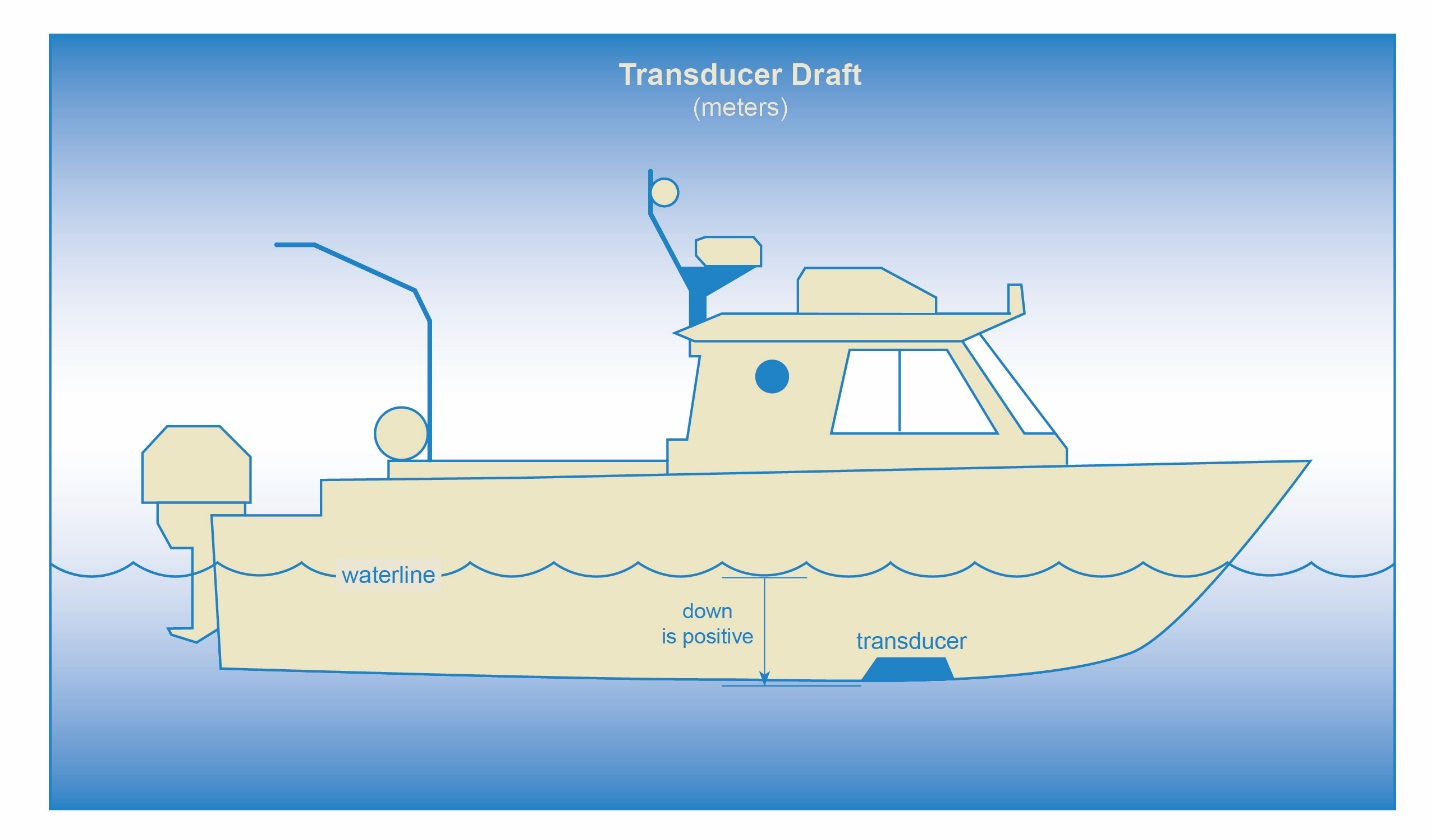 Transducer Draft
(meters)
waterline
down
is positive
transducer